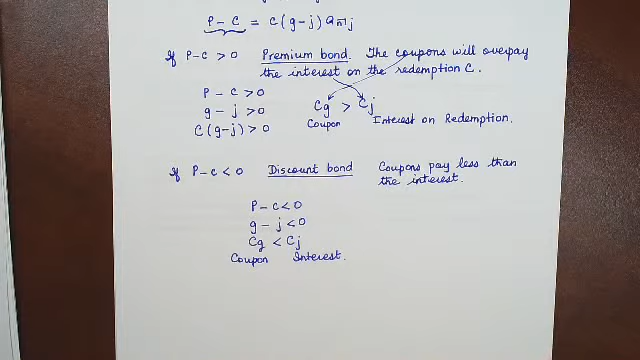 P - C = C(g-j) a n̅| j
If P-C > 0 Premium bond. The coupons will overpay
the interest on the redemption C.
P - C > 0
g - j > 0
C(g-j) > 0
Cg > Cj
Coupon Interest on Redemption.
If P-C < 0 Discount bond Coupons pay less than
the interest.
P - C < 0
g - j < 0
Cg < Cj
Coupon Interest.